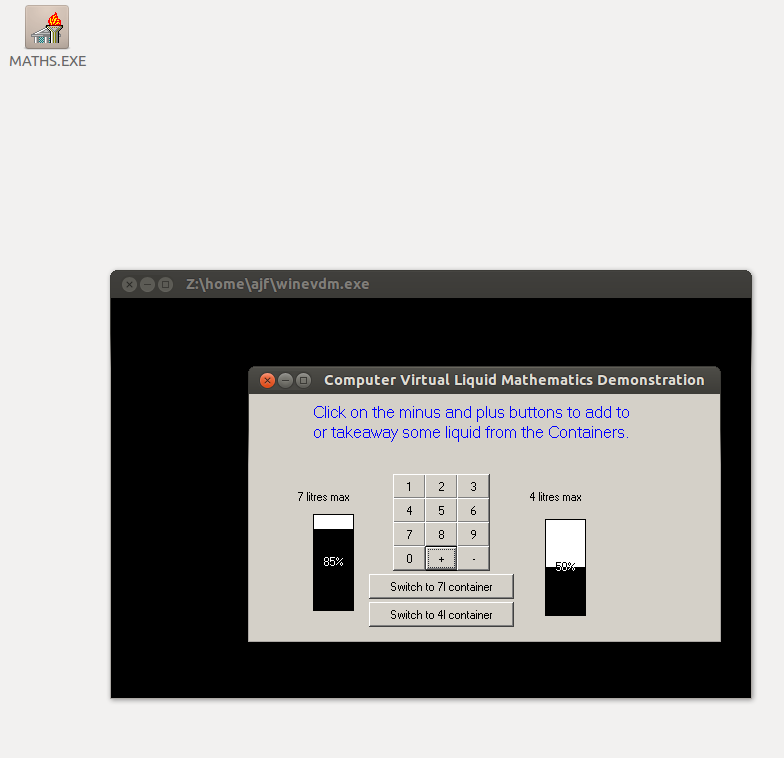 MATHS.EXE
Z:\home\ajf\winevdm.exe
Computer Virtual Liquid Mathematics Demonstration
Click on the minus and plus buttons to add to
or takeaway some liquid from the Containers.
7 litres max
4 litres max
1 2 3
4 5 6
7 8 9
0 + -
85%
50%
Switch to 7l container
Switch to 4l container